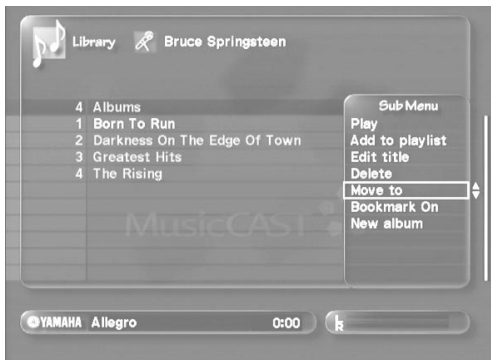 Library Bruce Springsteen
4 Albums
1 Born To Run
2 Darkness On The Edge Of Town
3 Greatest Hits
4 The Rising
Sub Menu
Play
Add to playlist
Edit title
Delete
Move to
Bookmark On
New album
MusicCAST
YAMAHA Allegro 0:00